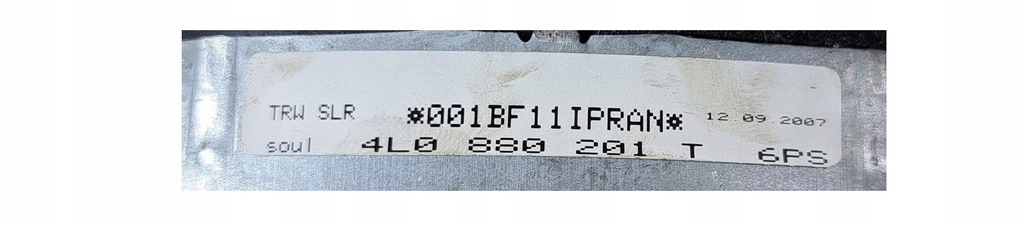 TRW SLR *001BF11IPRAN* 12.09.2007
soul 4L0 880 201 T 6PS